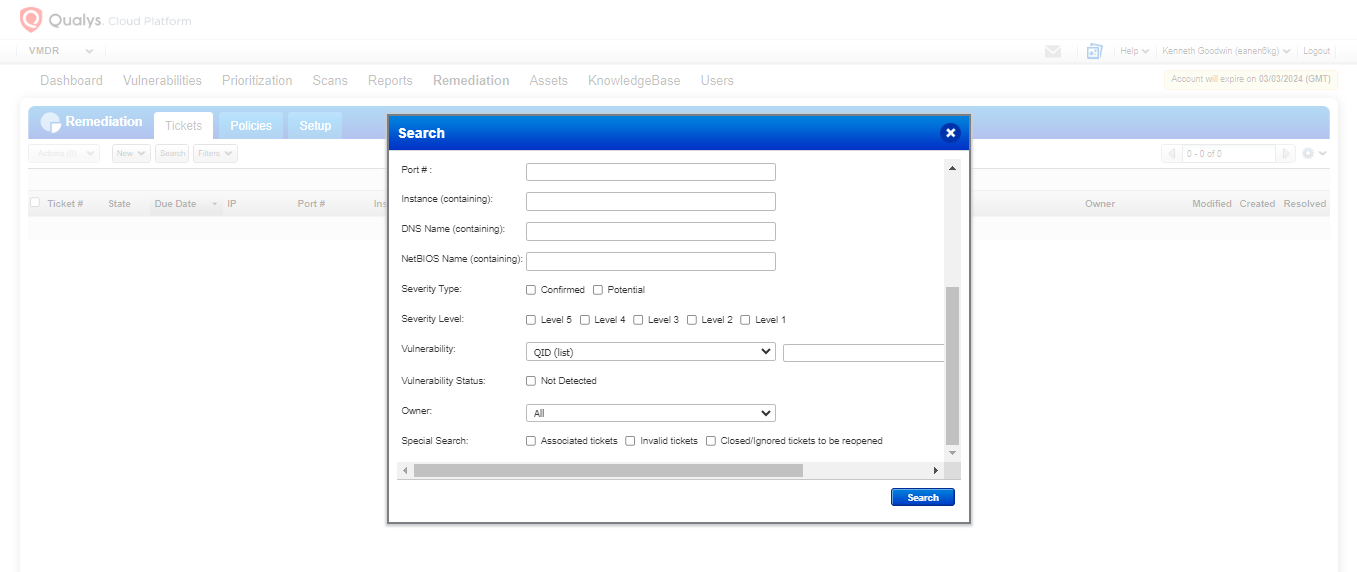 Qualys. Cloud Platform
VMDR
Help
Kenneth Goodwin (eanen6kg)
Logout
Dashboard Vulnerabilities Prioritization Scans Reports Remediation Assets KnowledgeBase Users
Account will expire on 03/03/2024 (GMT)
Remediation Tickets Policies Setup
Actions (0) New Search Filters
0 - 0 of 0
Ticket # State Due Date IP Port # Ins Owner Modified Created Resolved
Search
Port # :
Instance (containing):
DNS Name (containing):
NetBIOS Name (containing):
Severity Type: Confirmed Potential
Severity Level: Level 5 Level 4 Level 3 Level 2 Level 1
Vulnerability: QID (list)
Vulnerability Status: Not Detected
Owner: All
Special Search: Associated tickets Invalid tickets Closed/Ignored tickets to be reopened
Search